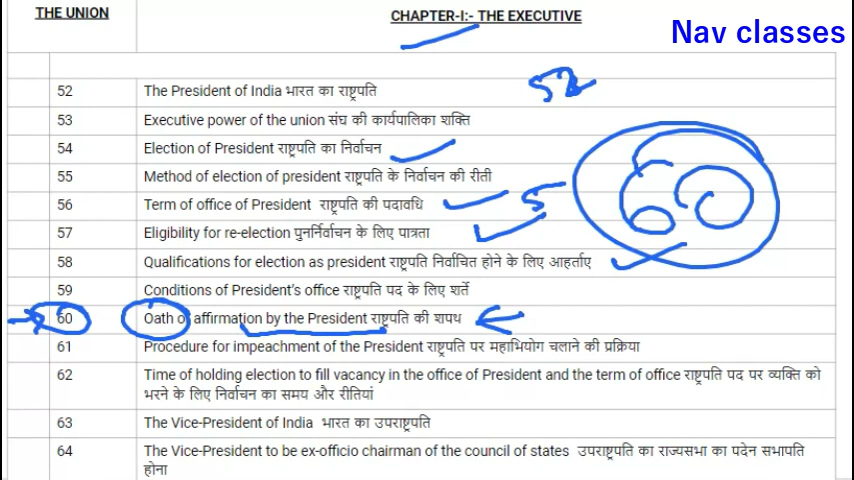 THE UNION CHAPTER-I:- THE EXECUTIVE
Nav classes
52 The President of India भारत का राष्ट्रपति
52
53 Executive power of the union संघ की कार्यपालिका शक्ति
54 Election of President राष्ट्रपति का निर्वाचन
55 Method of election of president राष्ट्रपति के निर्वाचन की रीती
56 Term of office of President राष्ट्रपति की पदावधि
5
57 Eligibility for re-election पुनर्निर्वाचन के लिए पात्रता
58 Qualifications for election as president राष्ट्रपति निर्वाचित होने के लिए आहर्ताए
59 Conditions of President's office राष्ट्रपति पद के लिए शर्ते
60 Oath of affirmation by the President राष्ट्रपति की शपथ
61 Procedure for impeachment of the President राष्ट्रपति पर महाभियोग चलाने की प्रक्रिया
62 Time of holding election to fill vacancy in the office of President and the term of office राष्ट्रपति पद पर व्यक्ति को
भरने के लिए निर्वाचन का समय और रीतियां
63 The Vice-President of India भारत का उपराष्ट्रपति
64 The Vice-President to be ex-officio chairman of the council of states उपराष्ट्रपति का राज्यसभा का पदेन सभापति
होना